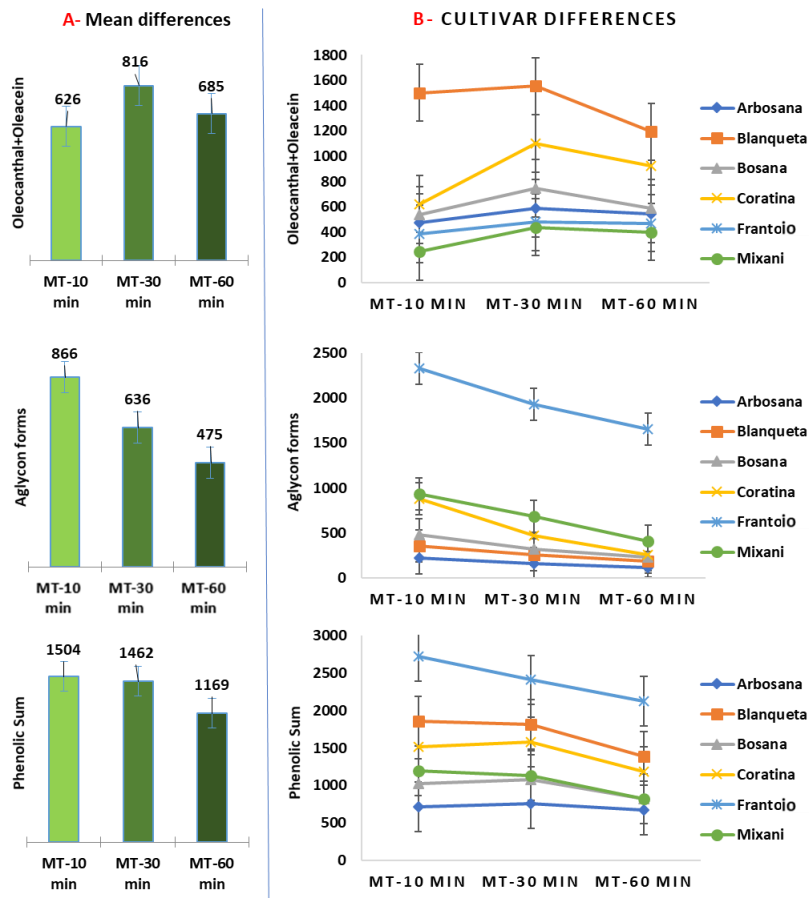 A- Mean differences
Oleocanthal+Oleacein
626
816
685
MT-10 min
MT-30 min
MT-60 min
Aglycon forms
866
636
475
MT-10 min
MT-30 min
MT-60 min
Phenolic Sum
1504
1462
1169
MT-10 min
MT-30 min
MT-60 min
B- CULTIVAR DIFFERENCES
Oleocanthal+Oleacein
1800
1600
1400
1200
1000
800
600
400
200
0
MT-10 MIN
MT-30 MIN
MT-60 MIN
Arbosana
Blanqueta
Bosana
Coratina
Frantoio
Mixani
Aglycon forms
2500
2000
1500
1000
500
0
MT-10 MIN
MT-30 MIN
MT-60 MIN
Arbosana
Blanqueta
Bosana
Coratina
Frantoio
Mixani
Phenolic Sum
3000
2500
2000
1500
1000
500
0
MT-10 MIN
MT-30 MIN
MT-60 MIN
Arbosana
Blanqueta
Bosana
Coratina
Frantoio
Mixani